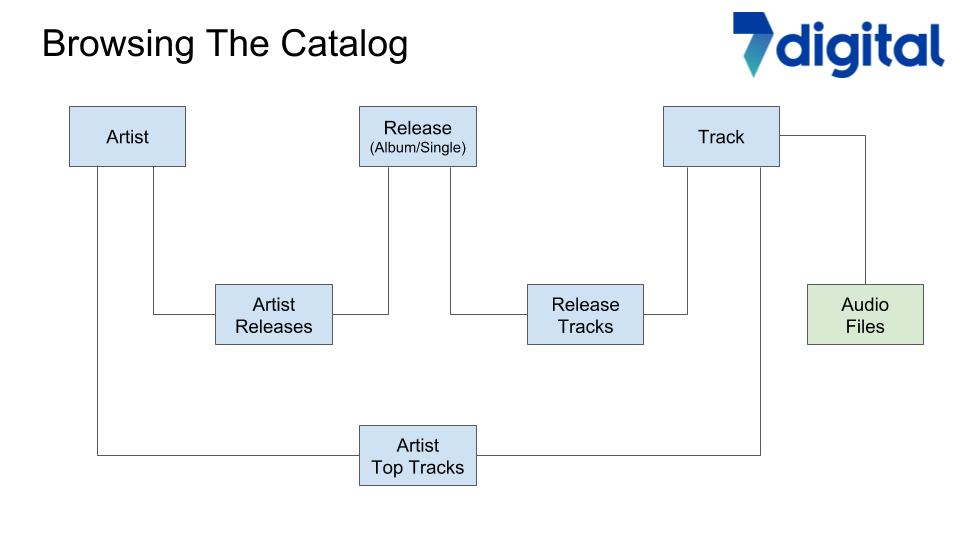 Browsing The Catalog
7digital
Artist
Release
(Album/Single)
Track
Artist
Releases
Release
Tracks
Audio
Files
Artist
Top Tracks